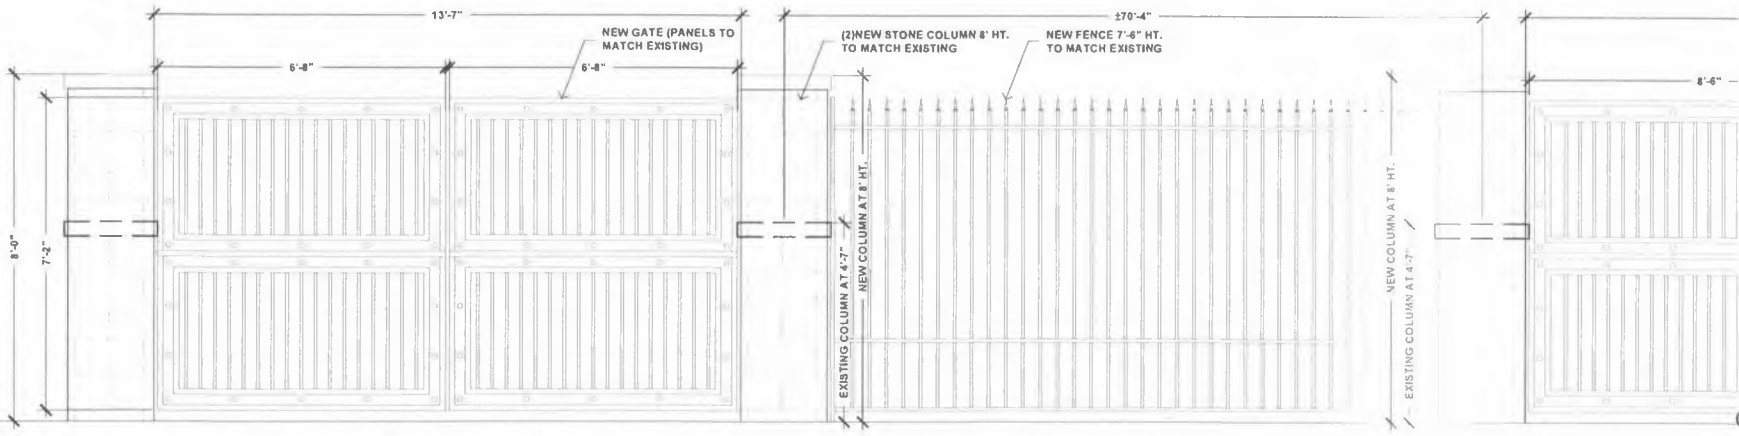 13'-7"
±70'-4"
NEW GATE (PANELS TO
MATCH EXISTING)
(2)NEW STONE COLUMN 8' HT.
TO MATCH EXISTING
NEW FENCE 7'-6" HT.
TO MATCH EXISTING
6'-8"
6'-8"
8'-6"
8'-0"
7'-2"
EXISTING COLUMN AT 4'-7"
NEW COLUMN AT 8' HT.
NEW COLUMN AT 8' HT.
EXISTING COLUMN AT 4'-7"